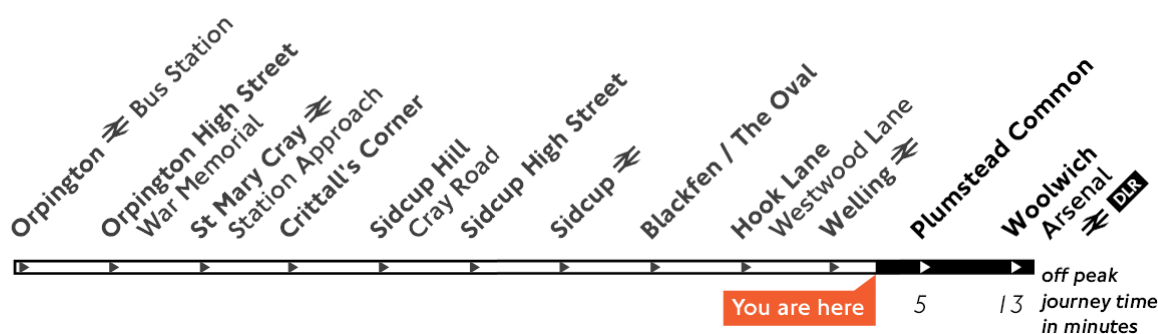 Orpington Bus Station
Orpington High Street
War Memorial
St Mary Cray
Station Approach
Crittall's Corner
Sidcup Hill
Cray Road
Sidcup High Street
Sidcup
Blackfen / The Oval
Hook Lane
Westwood Lane
Welling
Plumstead Common
Woolwich
Arsenal
DLR
You are here
5
13
off peak
journey time
in minutes